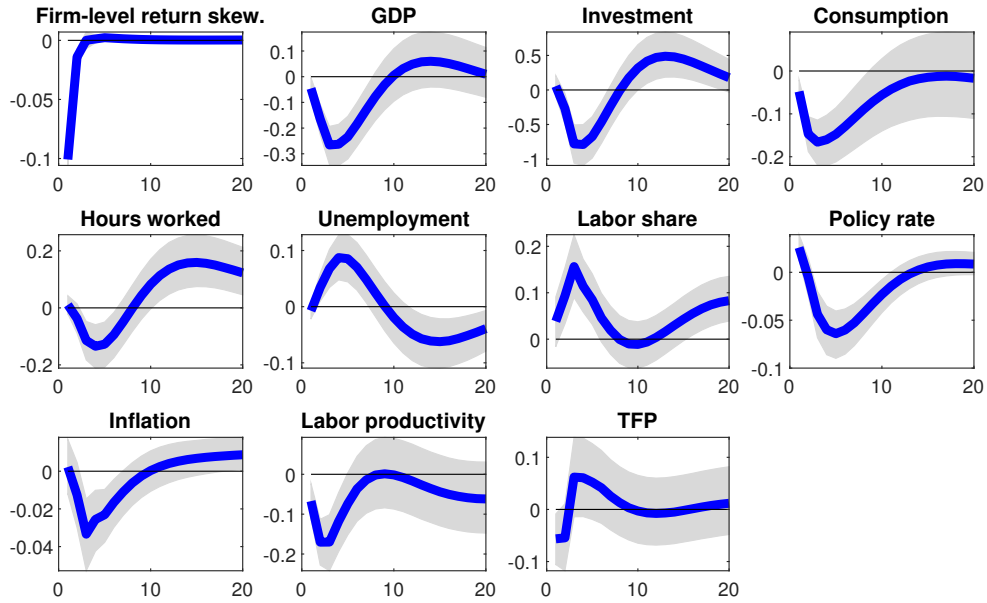 Firm-level return skew.
0
-0.05
-0.1
0 10 20
GDP
0.1
0
-0.1
-0.2
-0.3
0 10 20
Investment
0.5
0
-0.5
-1
0 10 20
Consumption
0
-0.1
-0.2
0 10 20
Hours worked
0.2
0
-0.2
0 10 20
Unemployment
0.1
0
-0.1
0 10 20
Labor share
0.2
0.1
0
0 10 20
Policy rate
0
-0.05
-0.1
0 10 20
Inflation
0
-0.02
-0.04
0 10 20
Labor productivity
0
-0.1
-0.2
0 10 20
TFP
0.1
0
-0.1
0 10 20